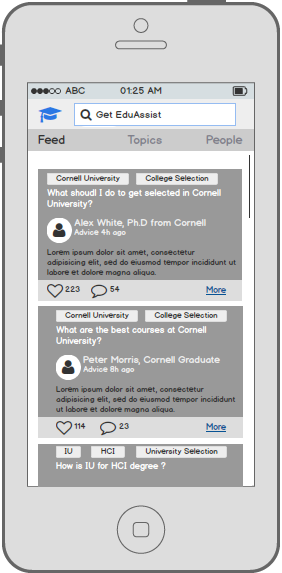 ABC 01:25 AM
Get EduAssist
Feed Topics People
Cornell University College Selection
What shoudl I do to get selected in Cornell
University?
Alex White, Ph.D from Cornell
Advice 4h ago
Lorem ipsum dolor sit amet, consectetur
adipisicing elit, sed do eiusmod tempor incididunt ut
labore et dolore magna aliqua.
223 54 More
Cornell University College Selection
What are the best courses at Cornell
University?
Peter Morris, Cornell Graduate
Advice 8h ago
Lorem ipsum dolor sit amet, consectetur
adipisicing elit, sed do eiusmod tempor incididunt
ut labore et dolore magna aliqua.
114 23 More
IU HCI University Selection
How is IU for HCI degree ?